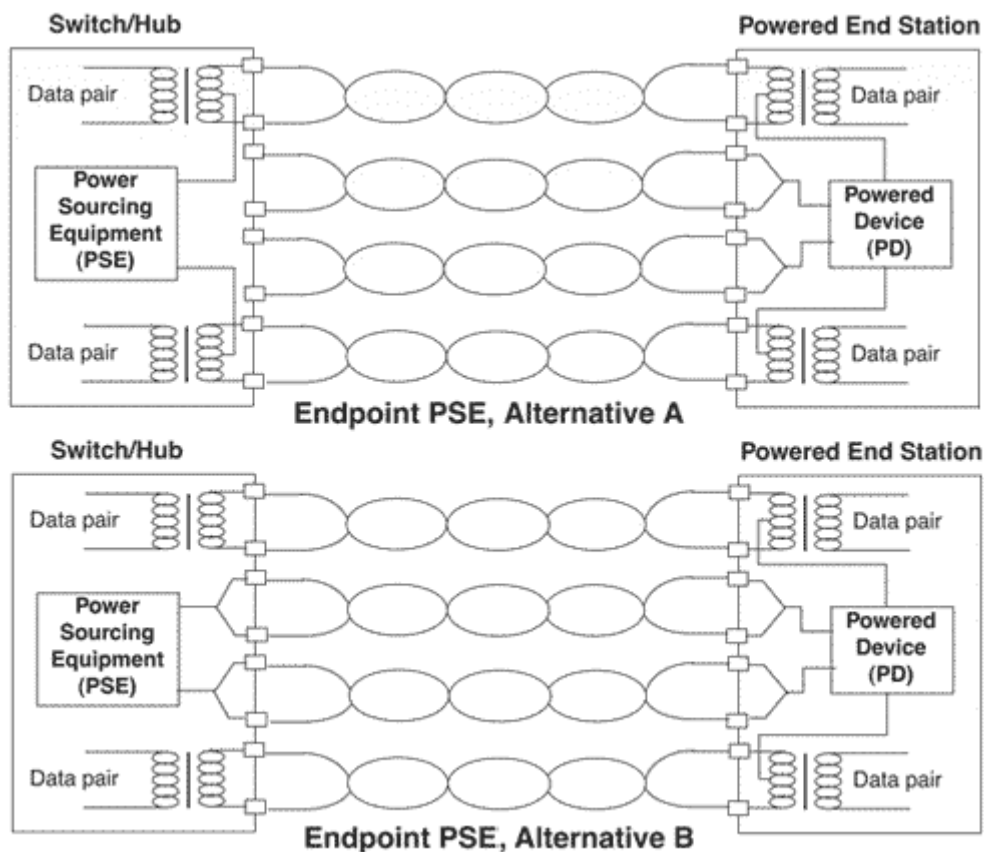 Switch/Hub
Powered End Station
Data pair
Data pair
Power
Sourcing
Equipment
(PSE)
Powered
Device
(PD)
Data pair
Data pair
Endpoint PSE, Alternative A
Switch/Hub
Powered End Station
Data pair
Data pair
Power
Sourcing
Equipment
(PSE)
Powered
Device
(PD)
Data pair
Data pair
Endpoint PSE, Alternative B